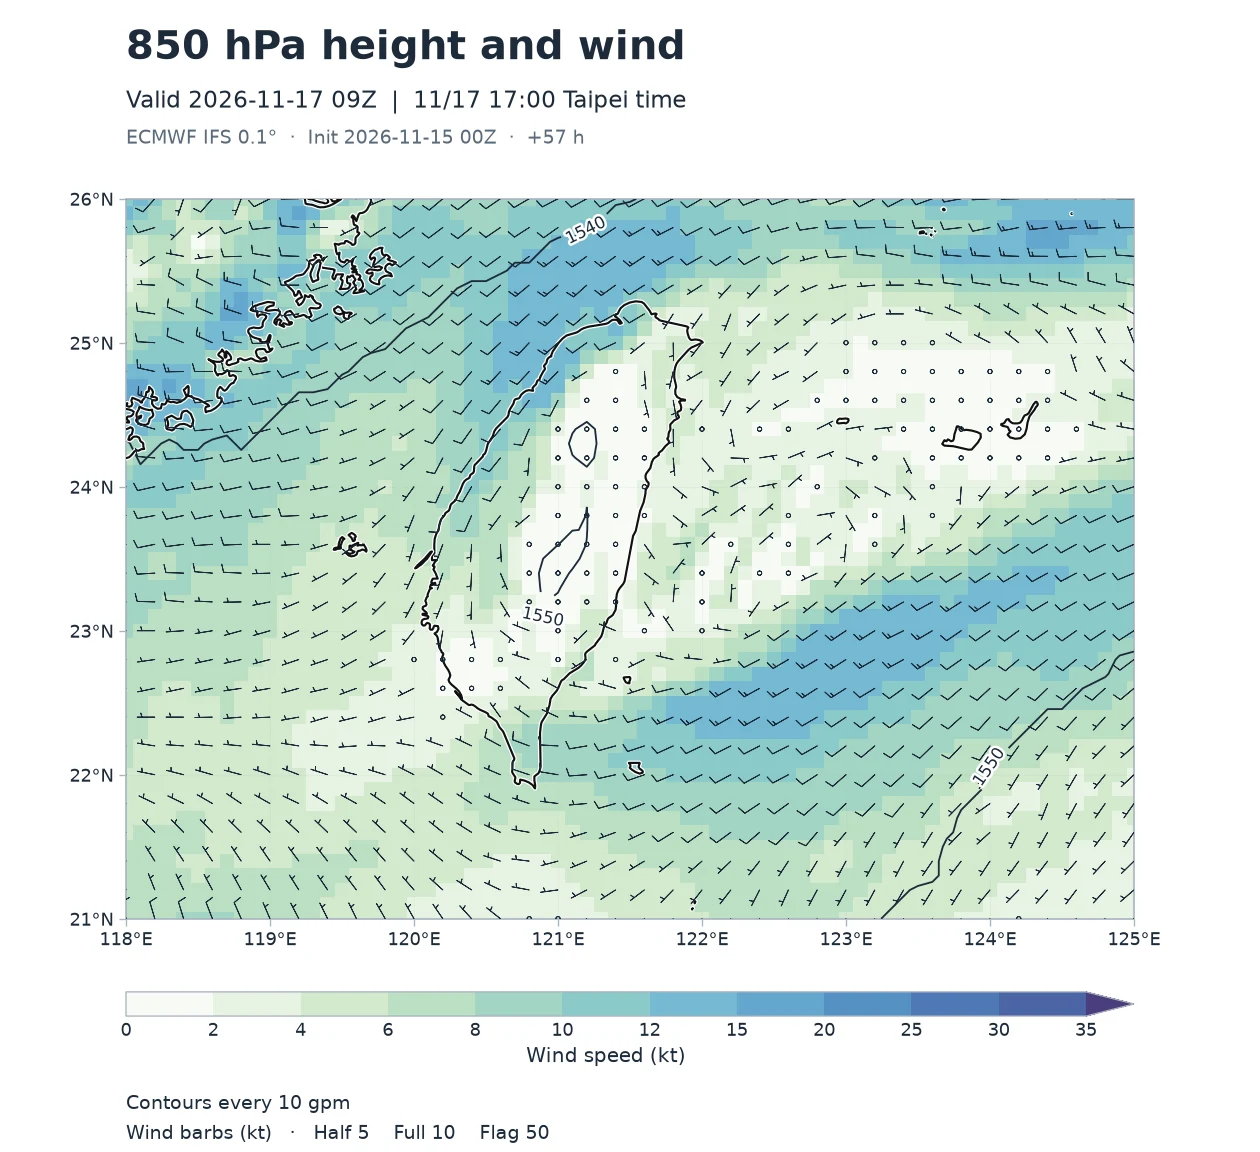 850 hPa height and wind
Valid 2026-11-17 09Z | 11/17 17:00 Taipei time
ECMWF IFS 0.1° · Init 2026-11-15 00Z · +57 h
26°N
1540
25°N
24°N
1550
23°N
1550
22°N
21°N
118°E 119°E 120°E 121°E 122°E 123°E 124°E 125°E
0 2 4 6 8 10 12 15 20 25 30 35
Wind speed (kt)
Contours every 10 gpm
Wind barbs (kt) · Half 5 Full 10 Flag 50